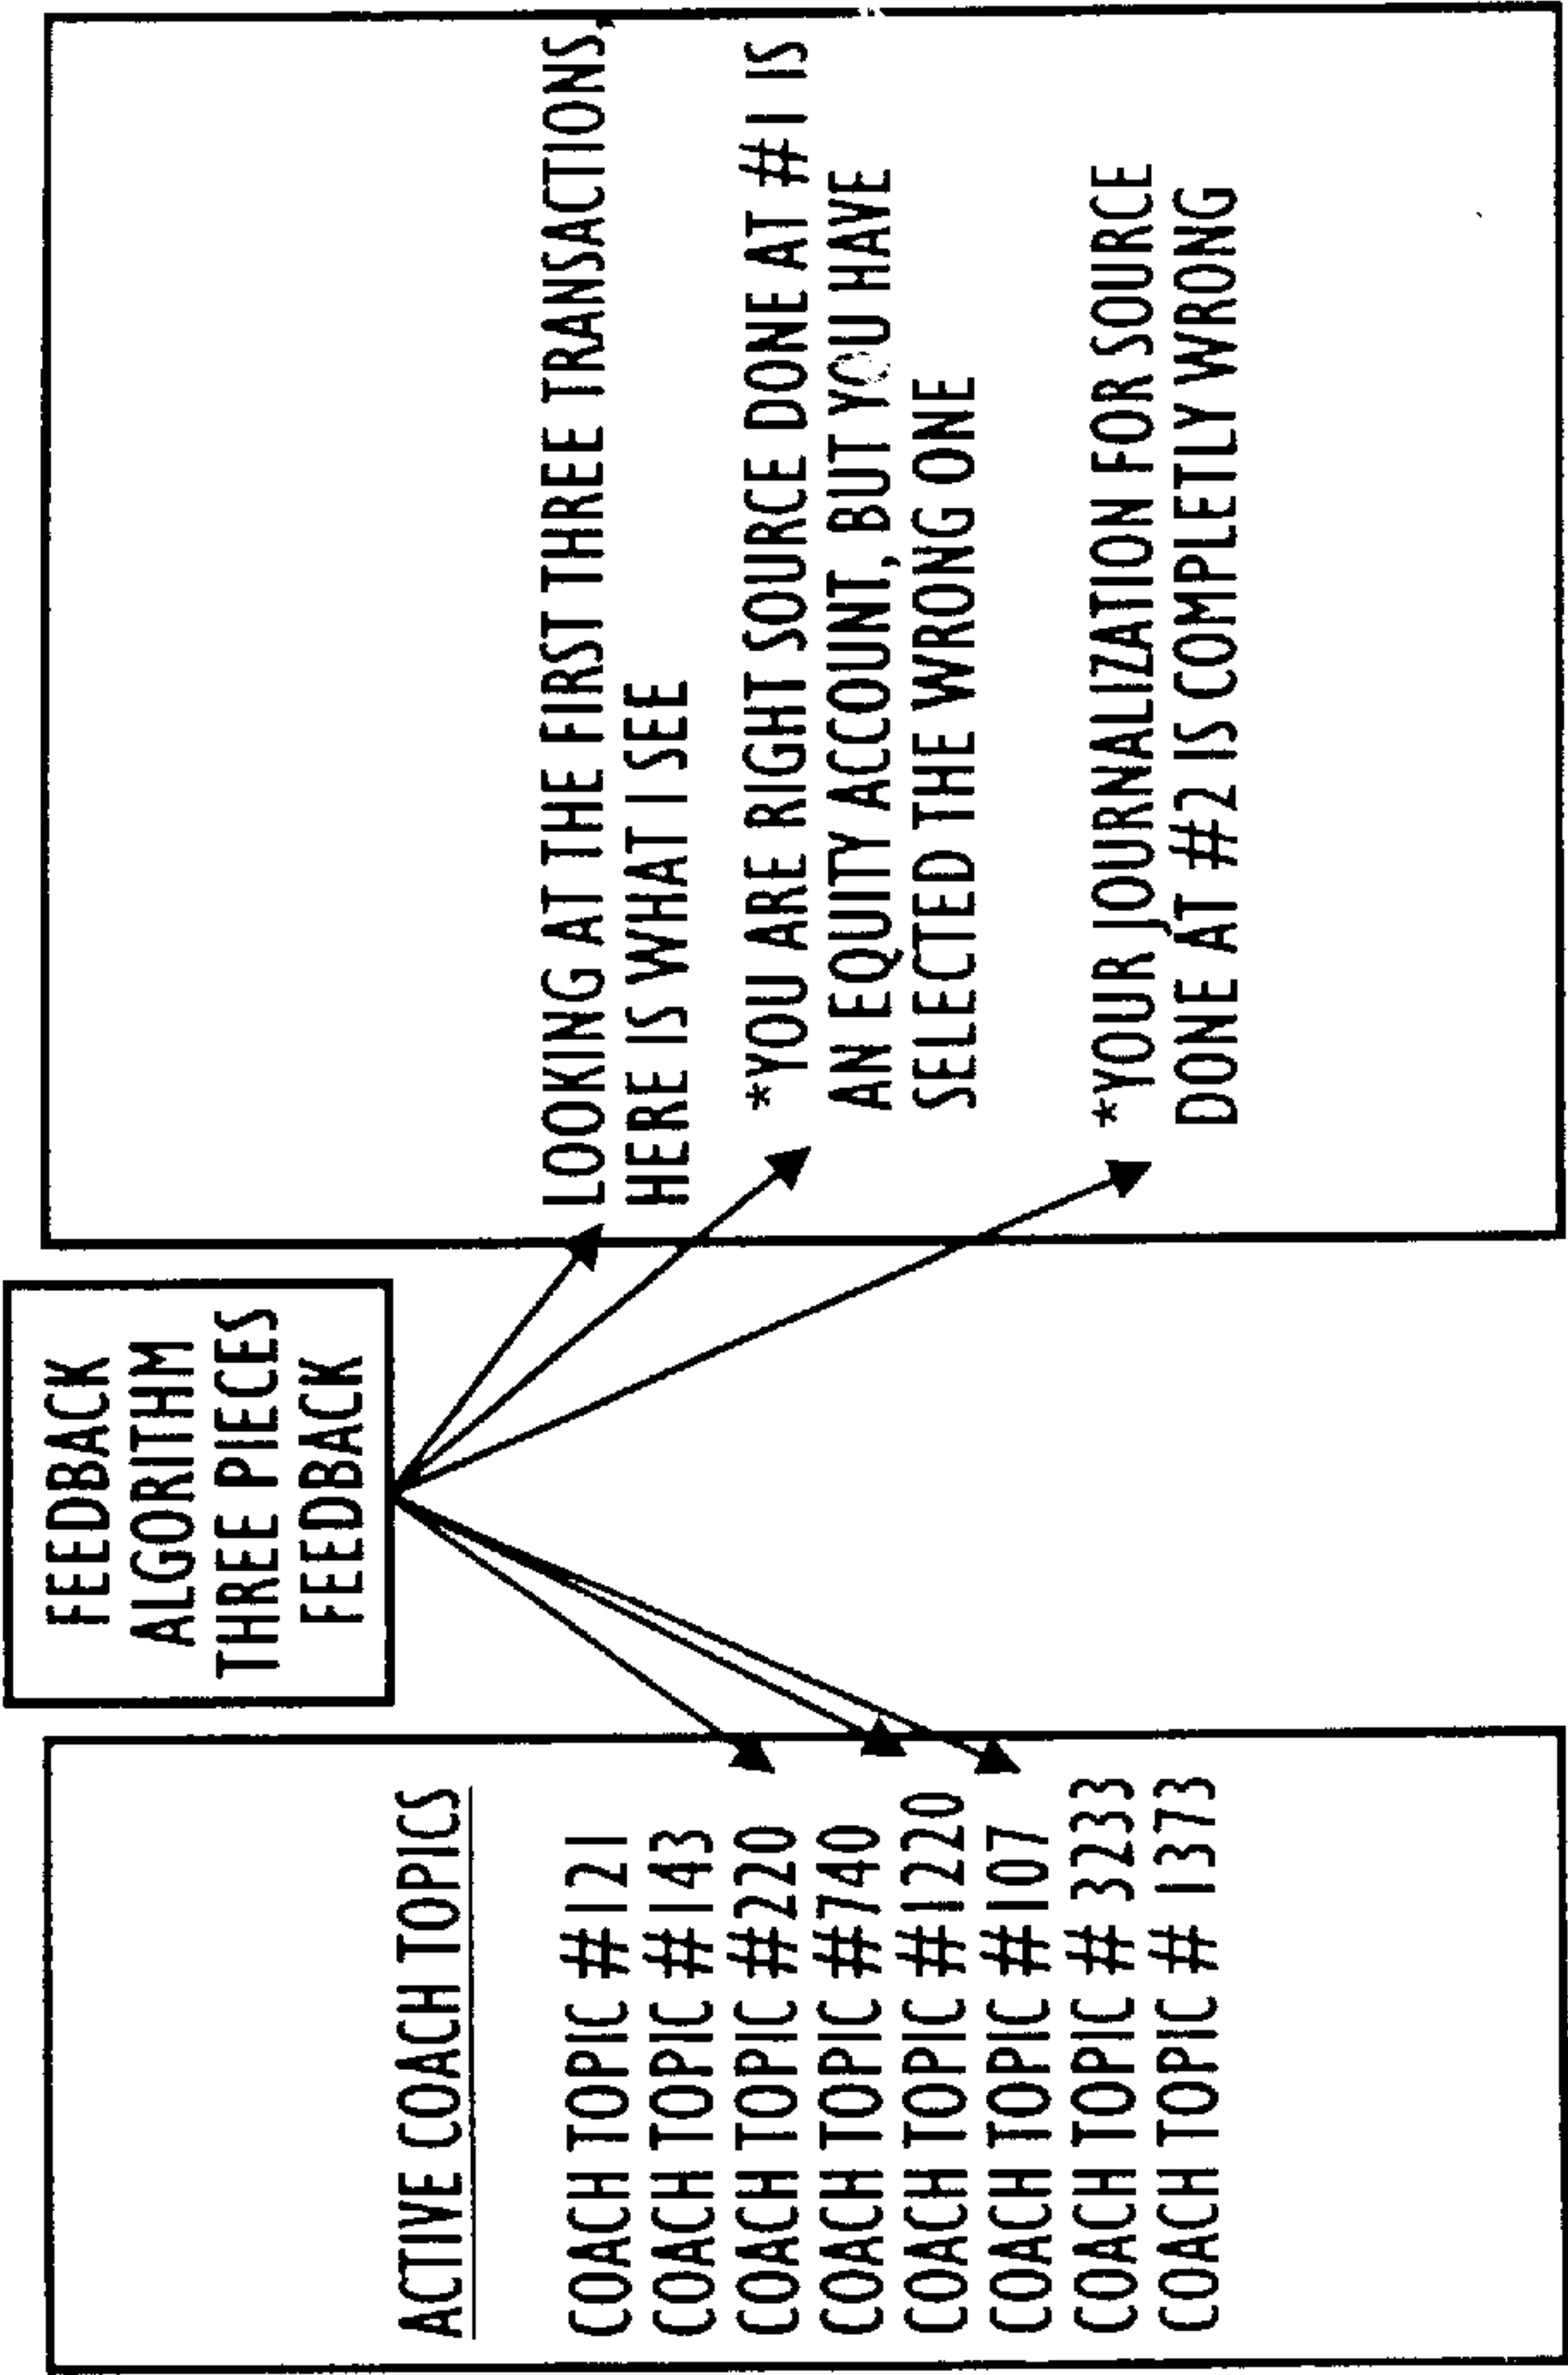 FEEDBACK
ALGORITHM
THREE PIECES
FEEDBACK
ACTIVE COACH TOPICS
COACH TOPIC #121
COACH TOPIC #143
COACH TOPIC #220
COACH TOPIC #740
COACH TOPIC #1220
COACH TOPIC #107
COACH TOPIC # 3233
COACH TOPIC # 1373
LOOKING AT THE FIRST THREE TRANSACTIONS,
HERE IS WHAT I SEE
*YOU ARE RIGHT SOURCE DONE AT #1 IS
AN EQUITY ACCOUNT, BUT YOU HAVE
SELECTED THE WRONG ONE
*YOUR JOURNALIZATION FOR SOURCE
DONE AT #2 IS COMPLETLY WRONG